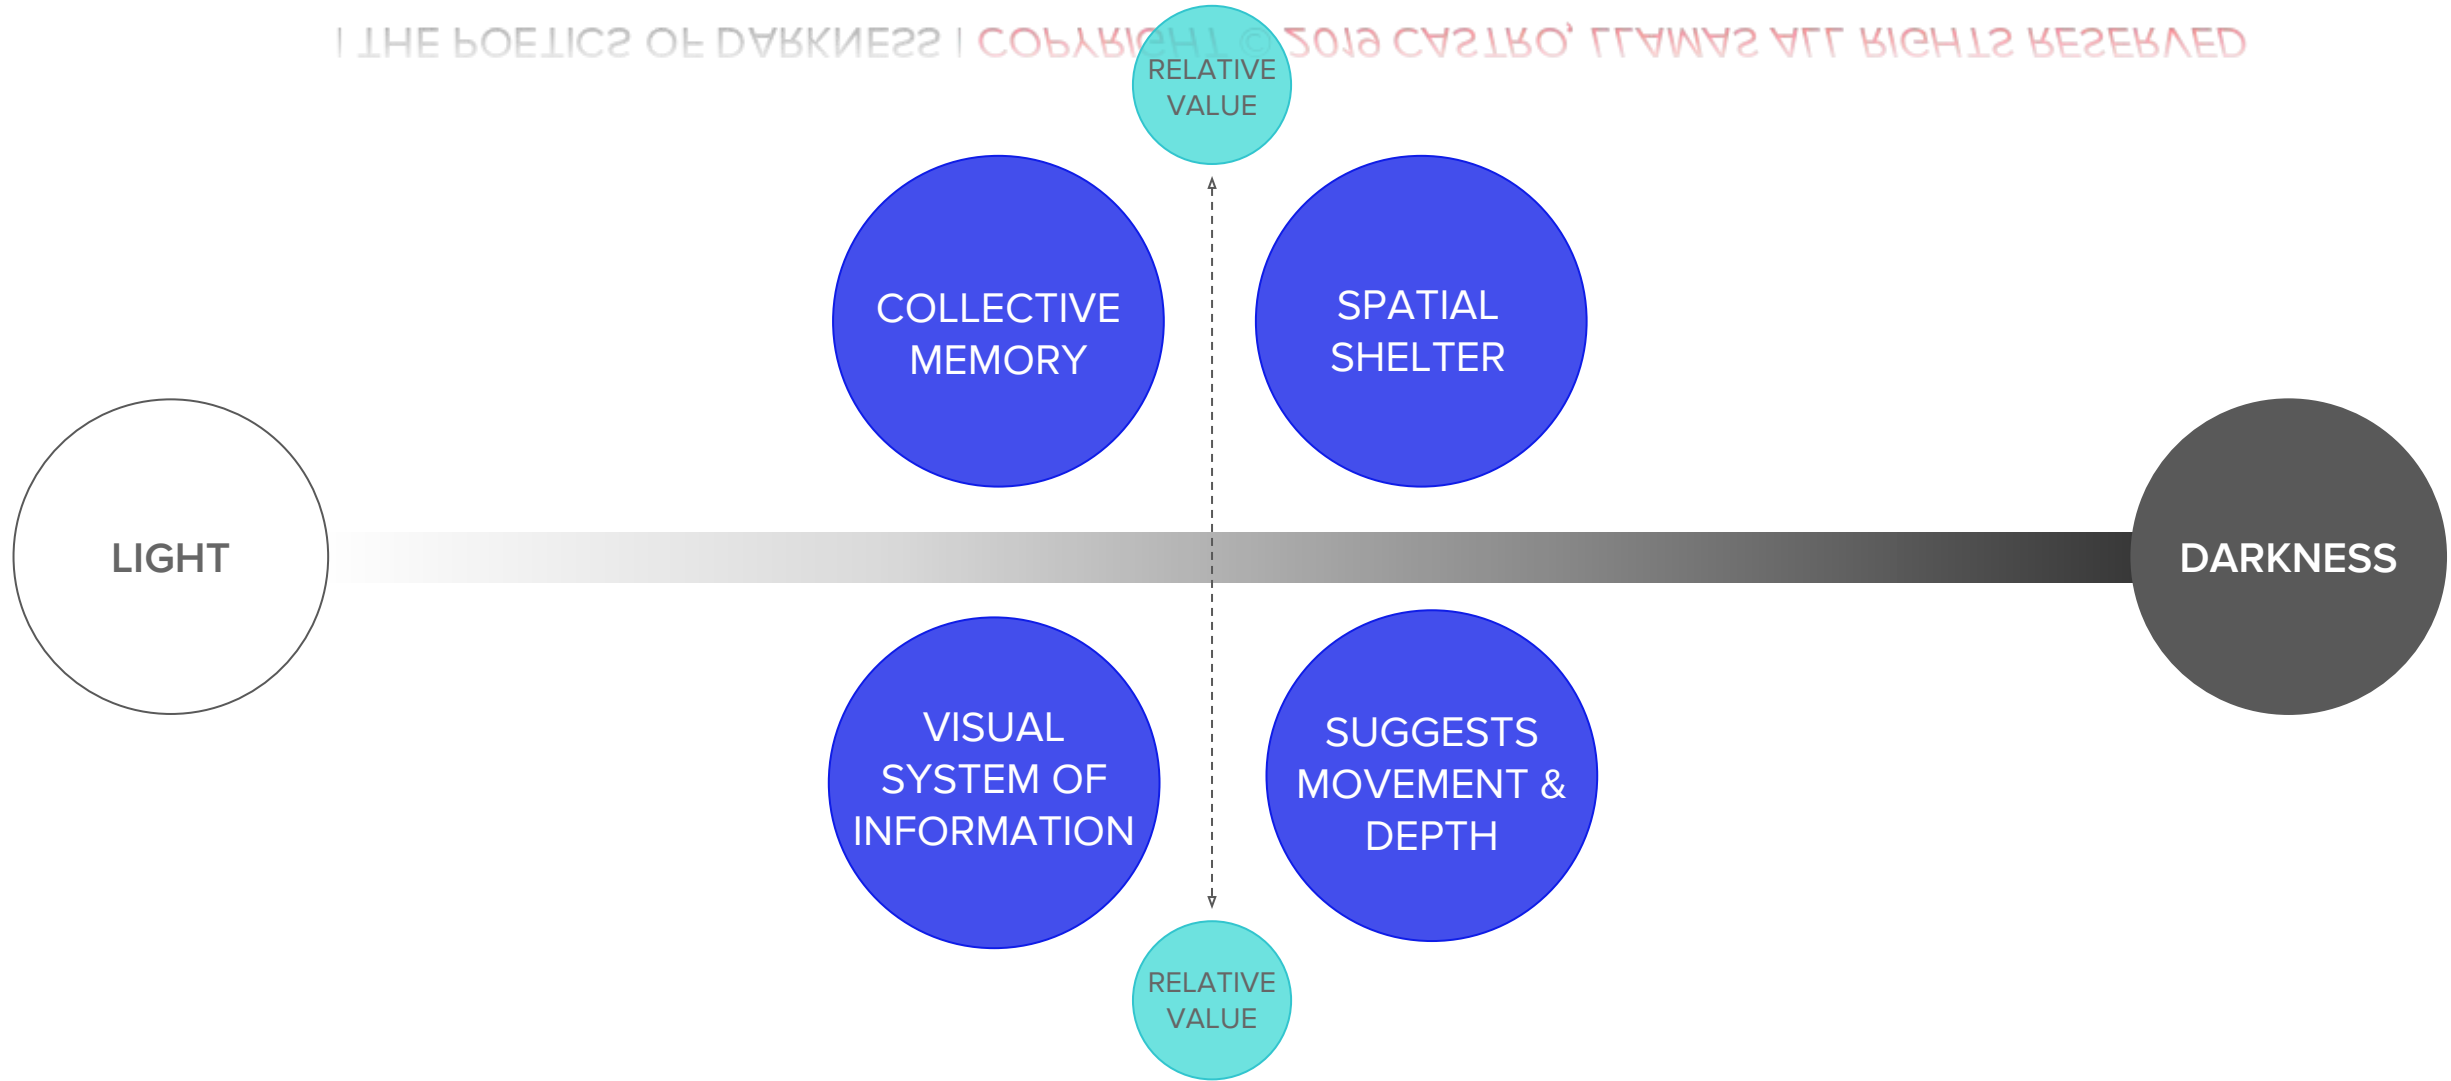 | THE POETICS OF DARKNESS | COPYRIGHT © 2019 CASTRO, LLAMAS ALL RIGHTS RESERVED
RELATIVE
VALUE
COLLECTIVE
MEMORY
SPATIAL
SHELTER
LIGHT
DARKNESS
VISUAL
SYSTEM OF
INFORMATION
SUGGESTS
MOVEMENT &
DEPTH
RELATIVE
VALUE